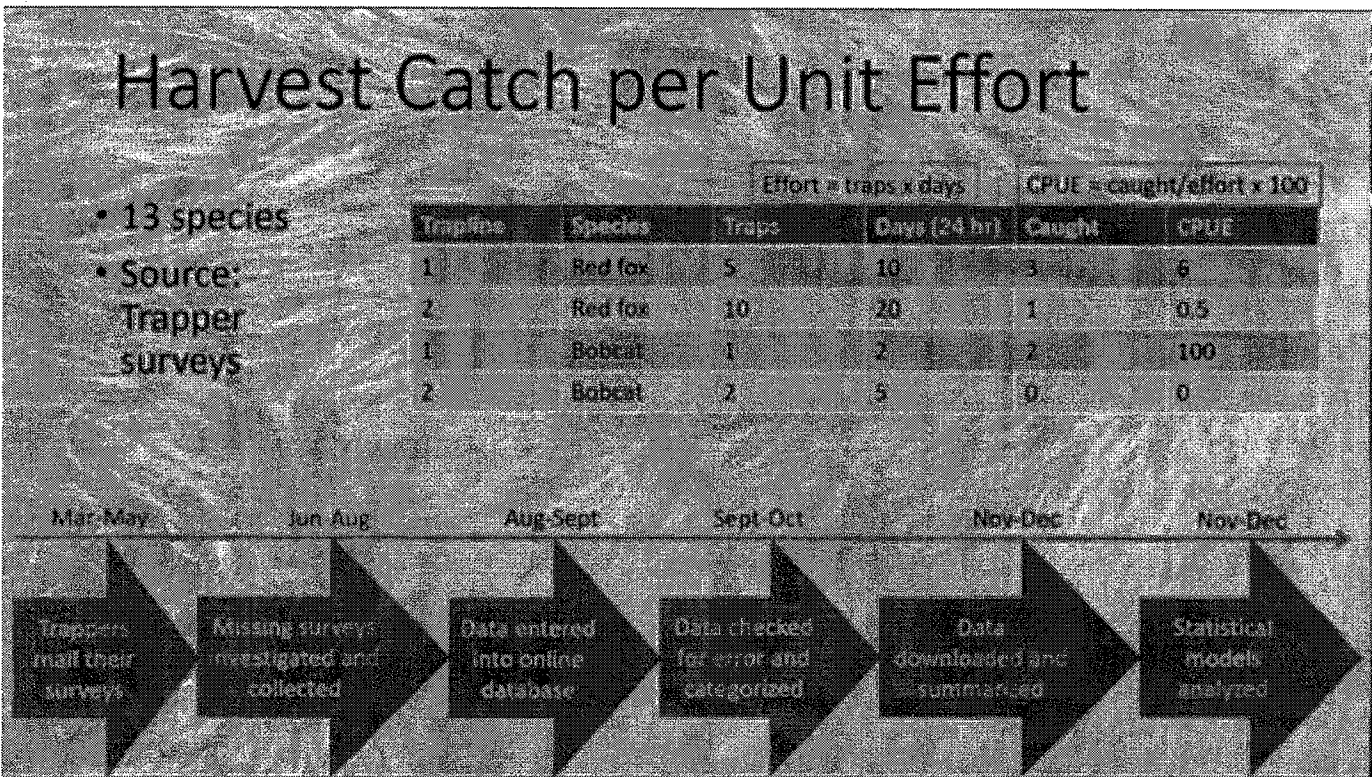 Harvest Catch per Unit Effort
• 13 species
• Source:
Trapper
surveys
Effort = traps x days CPUE = caught/effort x 100
Trapline Species Traps Days (24 hr) Caught CPUE
1 Red fox 5 10 3 6
2 Red fox 10 20 1 0.5
1 Bobcat 1 2 2 100
2 Bobcat 2 5 0 0
Mar-May Jun-Aug Aug-Sept Sept-Oct Nov-Dec Nov-Dec
Trappers
mail their
surveys
Missing surveys
investigated and
collected
Data entered
into online
database
Data checked
for error and
categorized
Data
downloaded and
summarized
Statistical
models
analyzed